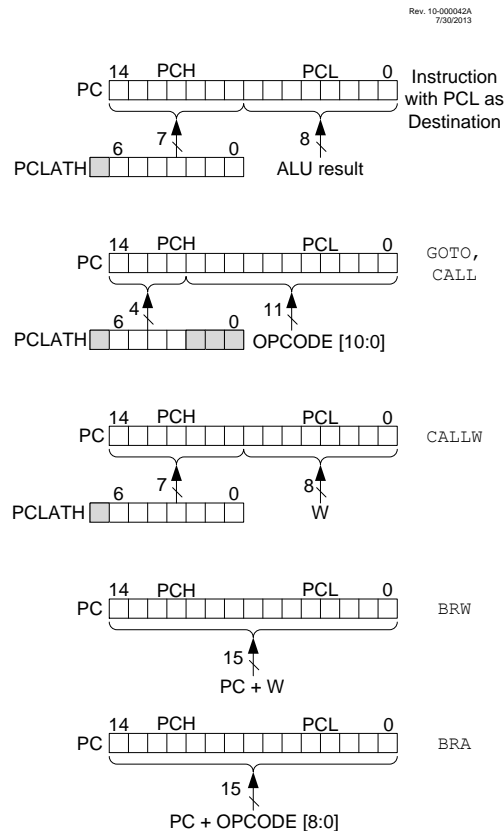 Rev. 10-000042A
7/30/2013
14 PCH PCL 0
PC
Instruction
with PCL as
Destination
7 8
6 0
PCLATH
ALU result
14 PCH PCL 0
PC
GOTO,
CALL
4 11
6 0
PCLATH
OPCODE [10:0]
14 PCH PCL 0
PC
CALLW
7 8
6 0
PCLATH
W
14 PCH PCL 0
PC
BRW
15
PC + W
14 PCH PCL 0
PC
BRA
15
PC + OPCODE [8:0]